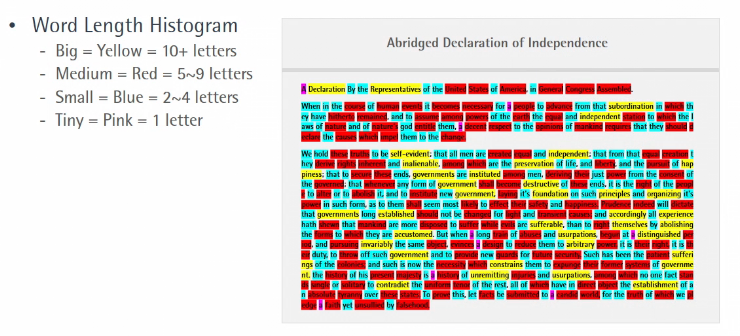 • Word Length Histogram
- Big = Yellow = 10+ letters
- Medium = Red = 5~9 letters
- Small = Blue = 2~4 letters
- Tiny = Pink = 1 letter
Abridged Declaration of Independence
A Declaration By the Representatives of the United States of America, in General Congress Assembled.
When in the course of human events it becomes necessary for a people to advance from that subordination in which th
ey have hitherto remained, and to assume among powers of the earth the equal and independent station to which the l
aws of nature and of nature's god entitle them, a decent respect to the opinions of mankind requires that they should d
eclare the causes which impel them to the change.
We hold these truths to be self-evident; that all men are created equal and independent; that from that equal creation t
hey derive rights inherent and inalienable, among which are the preservation of life, and liberty, and the pursuit of hap
piness; that to secure these ends, governments are instituted among men, deriving their just power from the consent of
the governed; that whenever any form of government shall become destructive of these ends, it is the right of the peopl
e to alter or to abolish it, and to institute new government, laying it's foundation on such principles and organizing it's
power in such form, as to them shall seem most likely to effect their safety and happiness. Prudence indeed will dictate
that governments long established should not be changed for light and transient causes: and accordingly all experience
hath shewn that mankind are more disposed to suffer while evils are sufferable, than to right themselves by abolishing
the forms to which they are accustomed. But when a long train of abuses and usurpations, begun at a distinguished per
iod, and pursuing invariably the same object, evinces a design to reduce them to arbitrary power, it is their right, it is th
eir duty, to throw off such government and to provide new guards for future security. Such has been the patient sufferi
ngs of the colonies; and such is now the necessity which constrains them to expunge their former systems of governme
nt. the history of his present majesty is a history of unremitting injuries and usurpations, among which no one fact stan
ds single or solitary to contradict the uniform tenor of the rest, all of which have in direct object the establishment of a
n absolute tyranny over these states. To prove this, let facts be submitted to a candid world, for the truth of which we pl
edge a faith yet unsullied by falsehood.